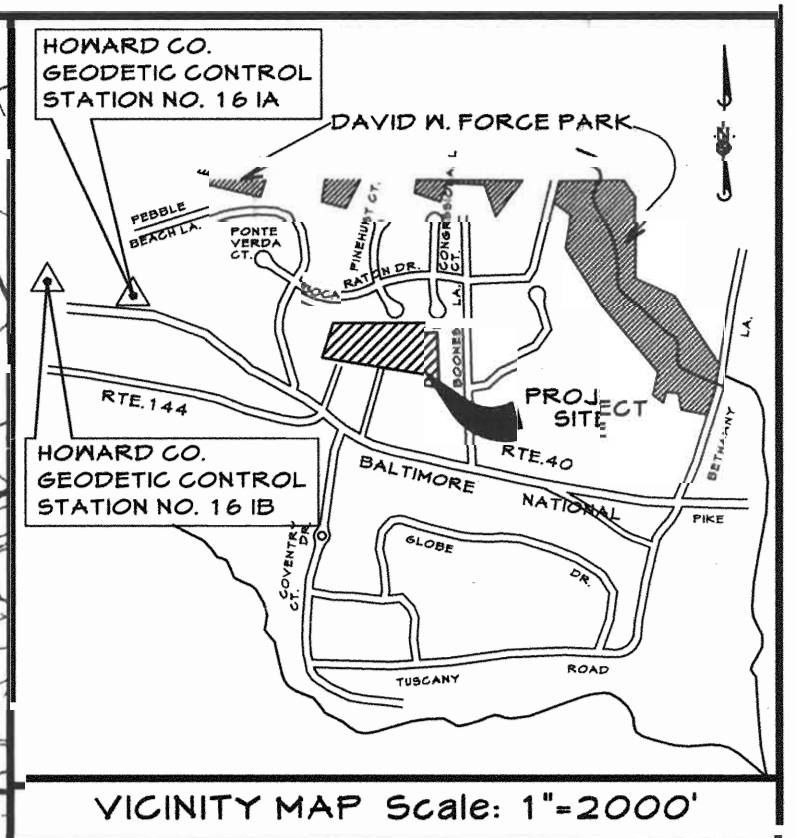 HOWARD CO.
GEODETIC CONTROL
STATION NO. 16 IA
DAVID W. FORCE PARK
PEBBLE
BEACH LA.
PONTE
VERDA
CT.
PINEHURST CT.
CONGRESSIONAL
CT.
BOCA RATON DR.
BOONES LA.
LA.
RTE. 144
PROJECT
SITE
HOWARD CO.
GEODETIC CONTROL
STATION NO. 16 IB
RTE.40
BALTIMORE NATIONAL PIKE
BETHANY
COVENTRY
CT.
DR.
GLOBE DR.
TUSCANY ROAD
VICINITY MAP Scale: 1"=2000'